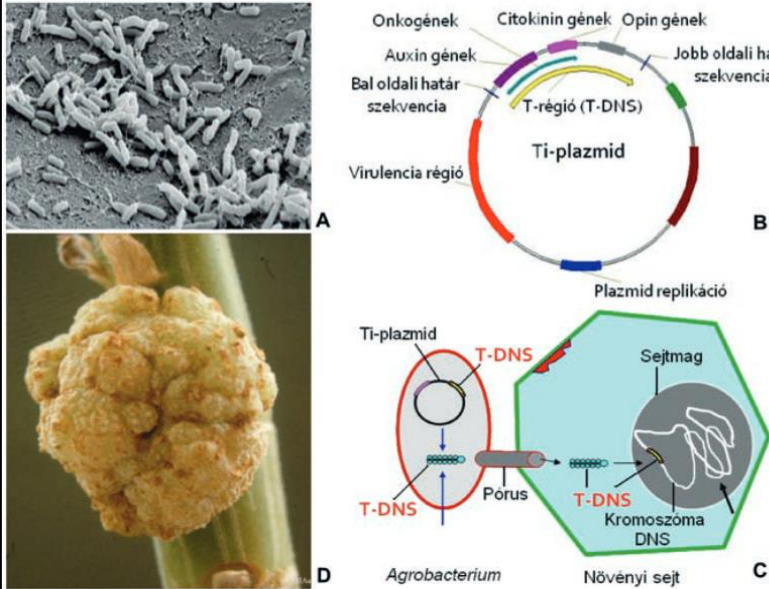 A
Onkogének
Citokinin gének
Opin gének
Auxin gének
Jobb oldali
szekvencia
Bal oldali határ
szekvencia
T-régió (T-DNS)
Ti-plazmid
Virulencia régió
Plazmid replikáció
B
D
Ti-plazmid
T-DNS
Sejtmag
T-DNS
Pórus
T-DNS
Kromoszóma
DNS
Agrobacterium
Növényi sejt
C